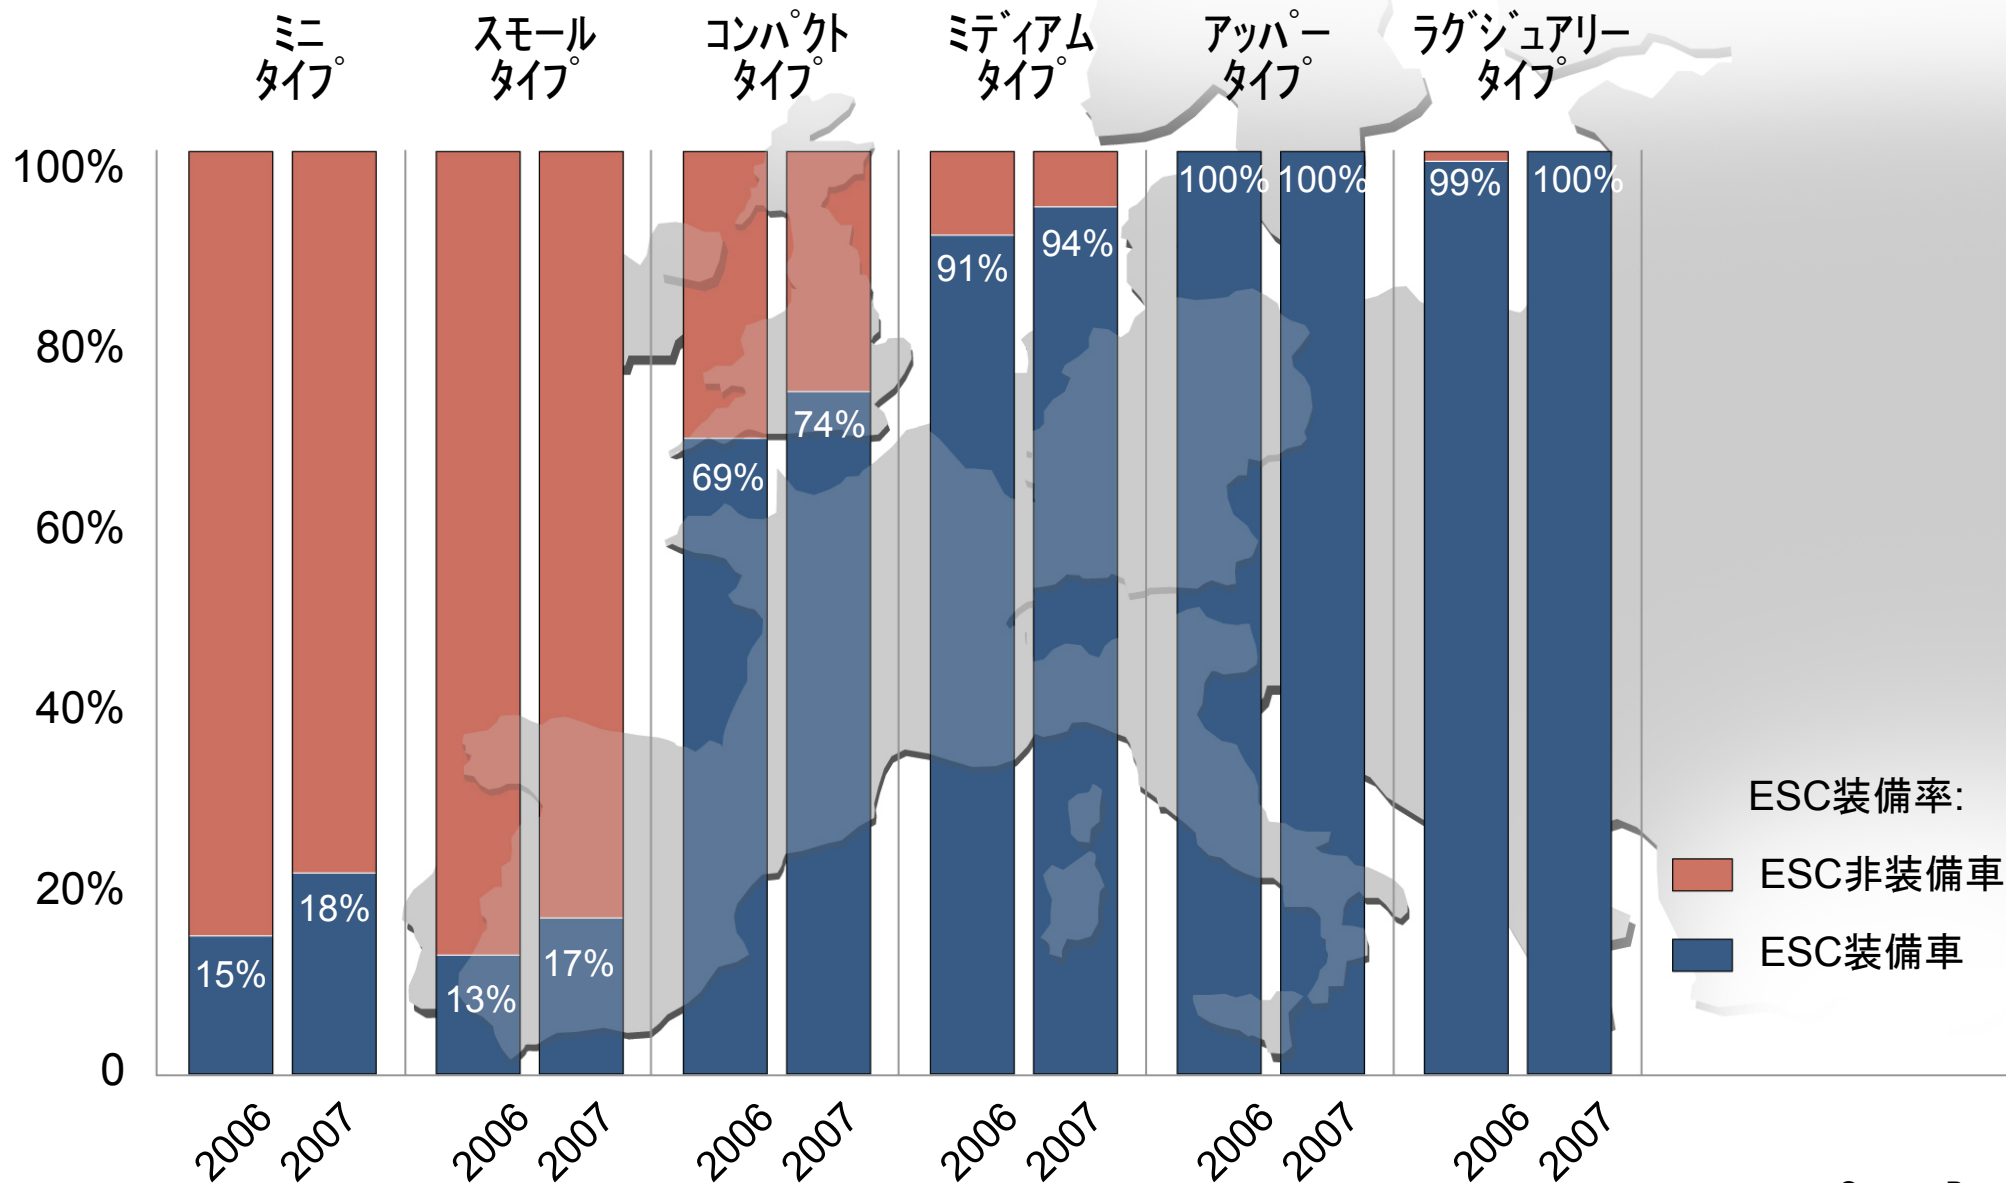 ミニ
タイプ
スモール
タイプ
コンパクト
タイプ
ミディアム
タイプ
アッパー
タイプ
ラグジュアリー
タイプ
100%
80%
60%
40%
20%
0
15%
18%
13%
17%
69%
74%
91%
94%
100%
100%
99%
100%
2006
2007
2006
2007
2006
2007
2006
2007
2006
2007
2006
2007
ESC装備率:
ESC非装備車
ESC装備車